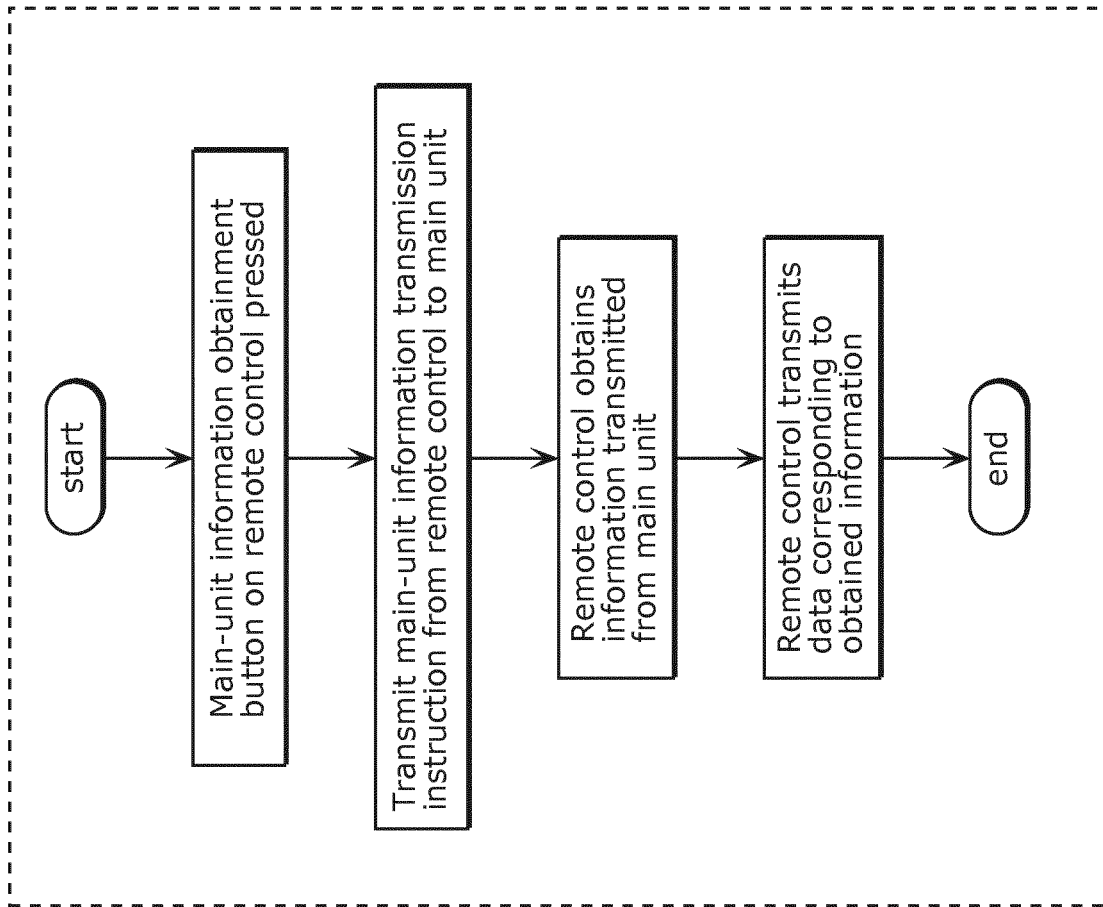 start
Main-unit information obtainment
button on remote control pressed
Transmit main-unit information transmission
instruction from remote control to main unit
Remote control obtains
information transmitted
from main unit
Remote control transmits
data corresponding to
obtained information
end